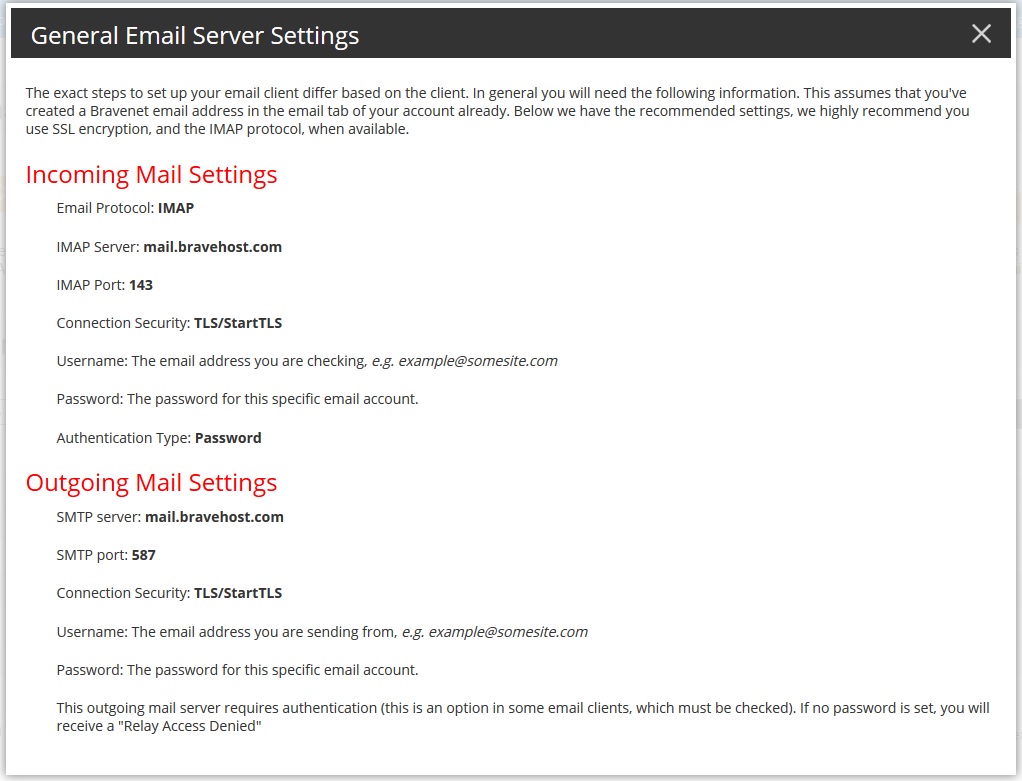 General Email Server Settings
The exact steps to set up your email client differ based on the client. In general you will need the following information. This assumes that you've
created a Bravenet email address in the email tab of your account already. Below we have the recommended settings, we highly recommend you
use SSL encryption, and the IMAP protocol, when available.
Incoming Mail Settings
Email Protocol: IMAP
IMAP Server: mail.bravehost.com
IMAP Port: 143
Connection Security: TLS/StartTLS
Username: The email address you are checking, e.g. example@somesite.com
Password: The password for this specific email account.
Authentication Type: Password
Outgoing Mail Settings
SMTP server: mail.bravehost.com
SMTP port: 587
Connection Security: TLS/StartTLS
Username: The email address you are sending from, e.g. example@somesite.com
Password: The password for this specific email account.
This outgoing mail server requires authentication (this is an option in some email clients, which must be checked). If no password is set, you will
receive a "Relay Access Denied"